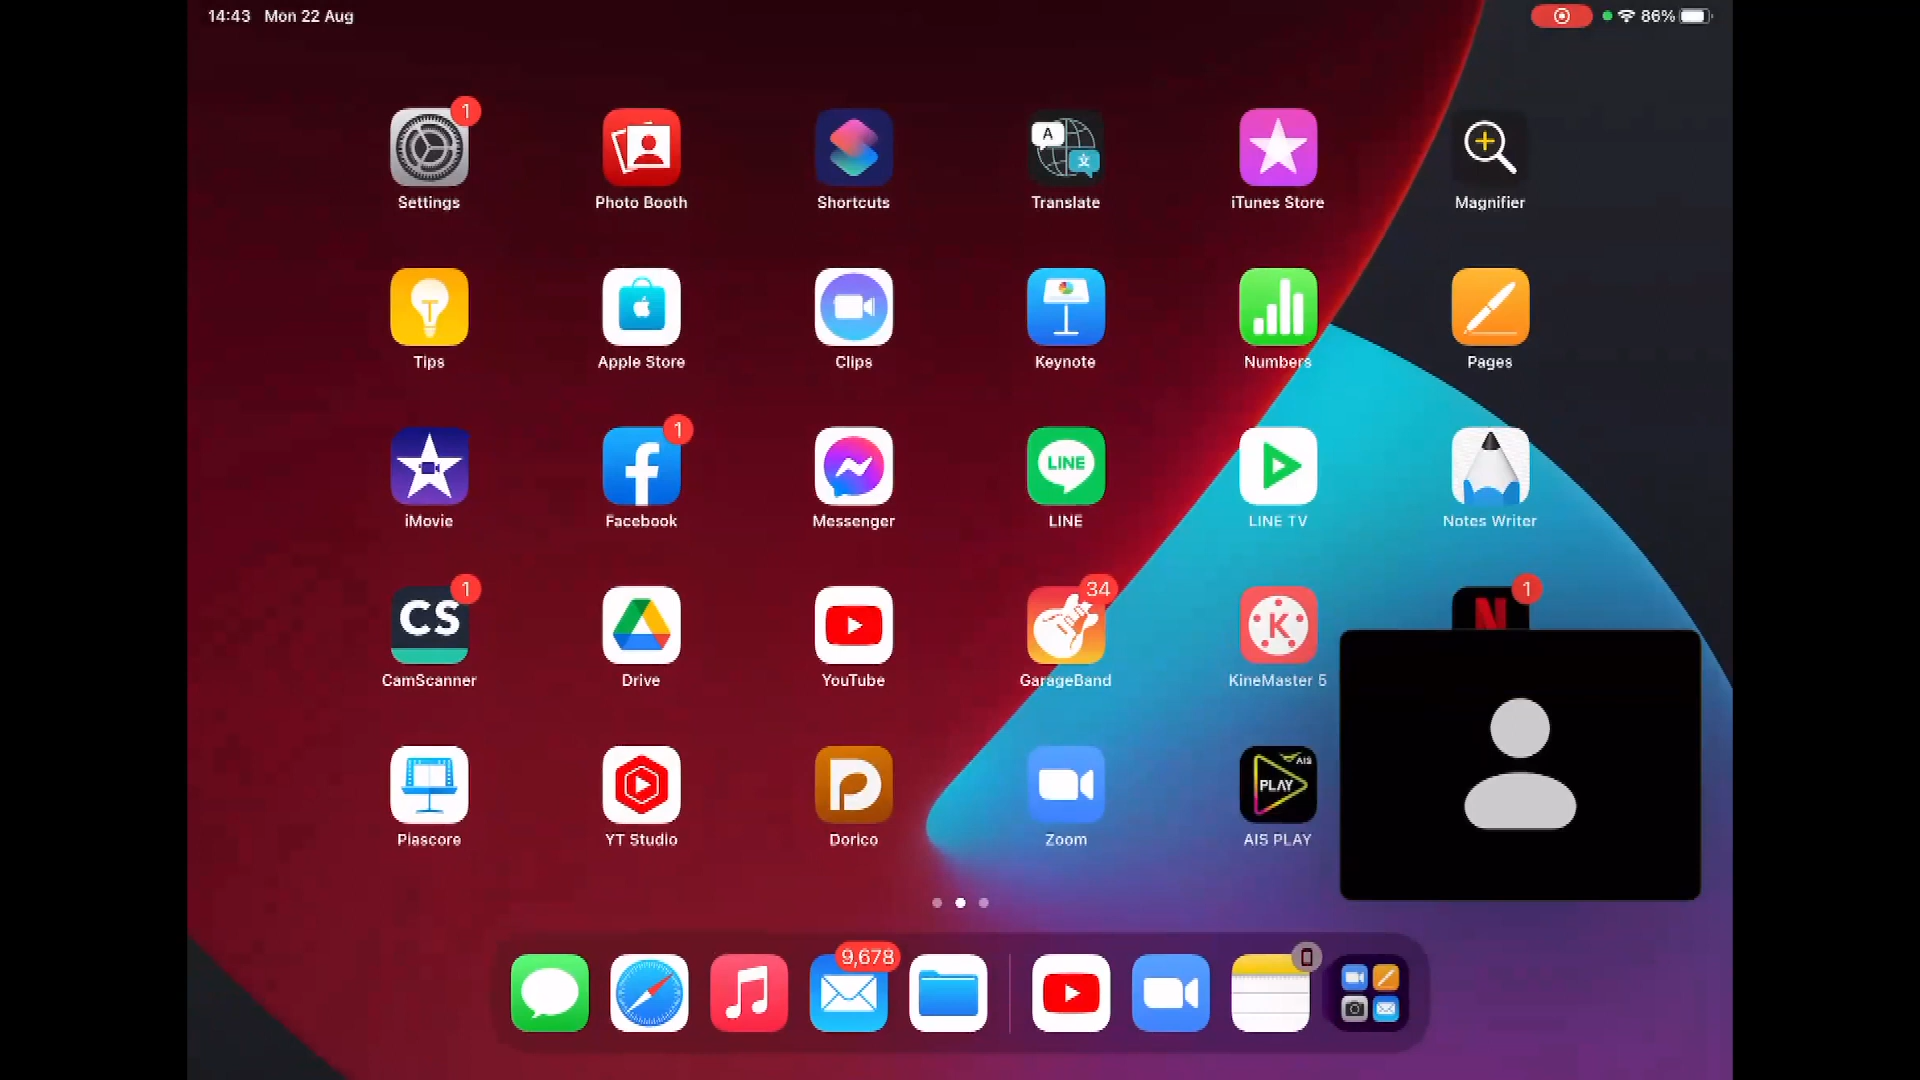 14:43 Mon 22 Aug
86%
1
A
文
Settings
Photo Booth
Shortcuts
Translate
iTunes Store
Magnifier
T
Tips
Apple Store
Clips
Keynote
Numbers
Pages
1
LINE
iMovie
Facebook
Messenger
LINE
LINE TV
Notes Writer
1
34
1
CS
K
N
CamScanner
Drive
YouTube
GarageBand
KineMaster 5
AIS
PLAY
Piascore
YT Studio
Dorico
Zoom
AIS PLAY
9,678